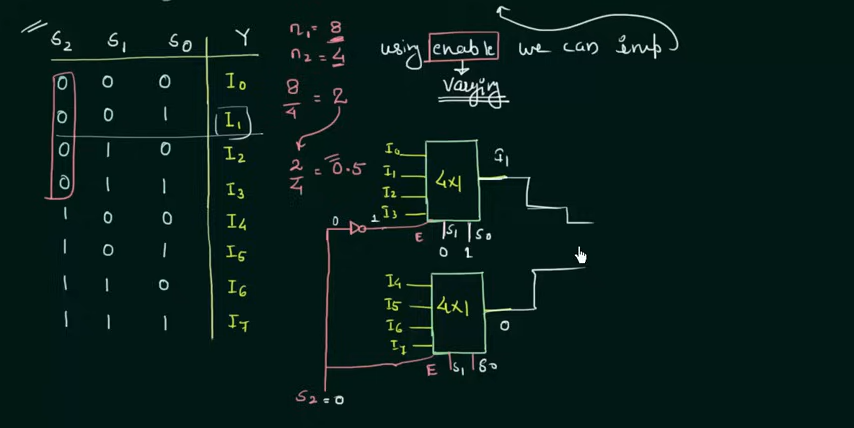 S2 S1 S0 Y
0 0 0 I0
0 0 1 I1
0 1 0 I2
0 1 1 I3
1 0 0 I4
1 0 1 I5
1 1 0 I6
1 1 1 I7
n1 = 8
n2 = 4
8/4 = 2
2/4 = 0.5
using enable we can imp
Varying
I0
I1
I2
I3
4x1
I1
0 1
E S1 S0
0 1
I4
I5
I6
I7
4x1
0
E S1 S0
S2 = 0